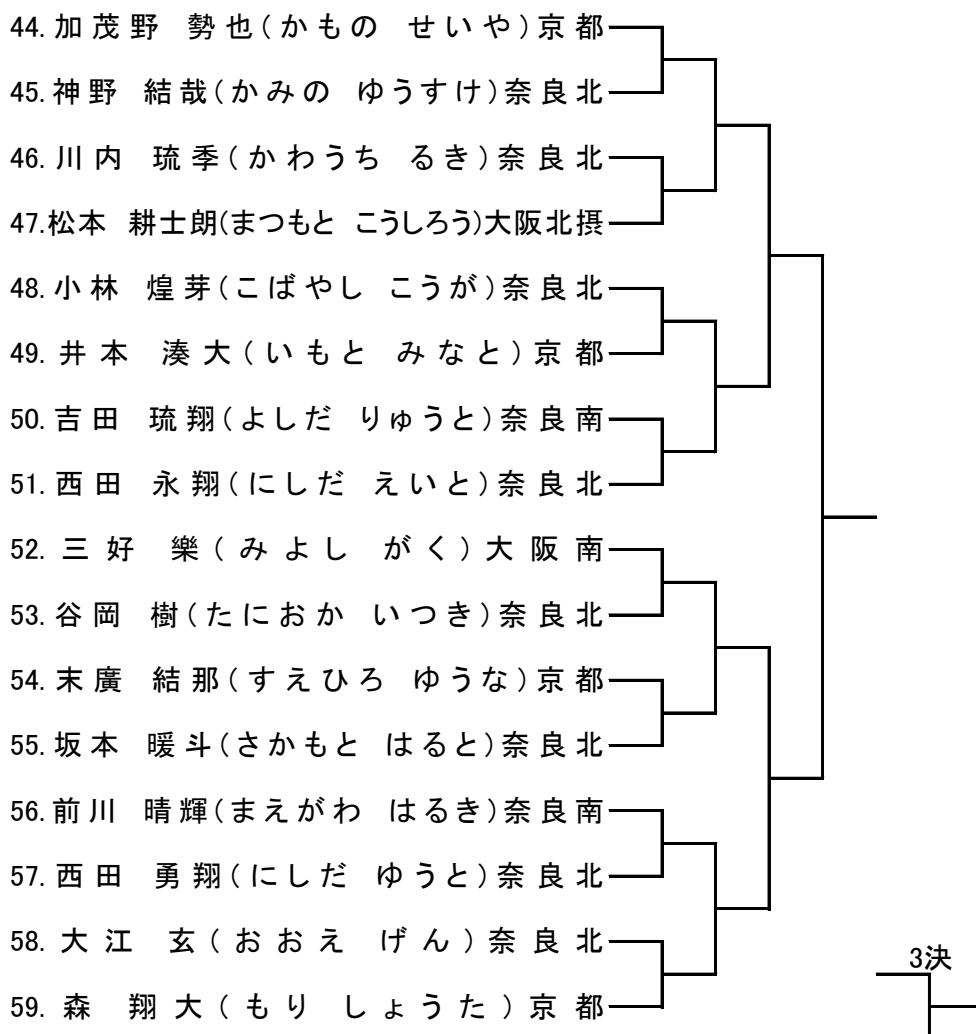 44. 加茂野 勢也(かもの せいや)京都
45. 神野 結哉(かみの ゆうすけ)奈良北
46. 川内 琉季(かわうち るき)奈良北
47. 松本 耕士朗(まつもと こうしろう)大阪北摂
48. 小林 煌芽(こばやし こうが)奈良北
49. 井本 湊大(いもと みなと)京都
50. 吉田 琉翔(よしだ りゅうと)奈良南
51. 西田 永翔(にしだ えいと)奈良北
52. 三好 樂(みよし がく)大阪南
53. 谷岡 樹(たにおか いつき)奈良北
54. 末廣 結那(すえひろ ゆうな)京都
55. 坂本 暖斗(さかもと はると)奈良北
56. 前川 晴輝(まえがわ はるき)奈良南
57. 西田 勇翔(にしだ ゆうと)奈良北
58. 大江 玄(おおえ げん)奈良北
59. 森 翔大(もり しょうた)京都
3決